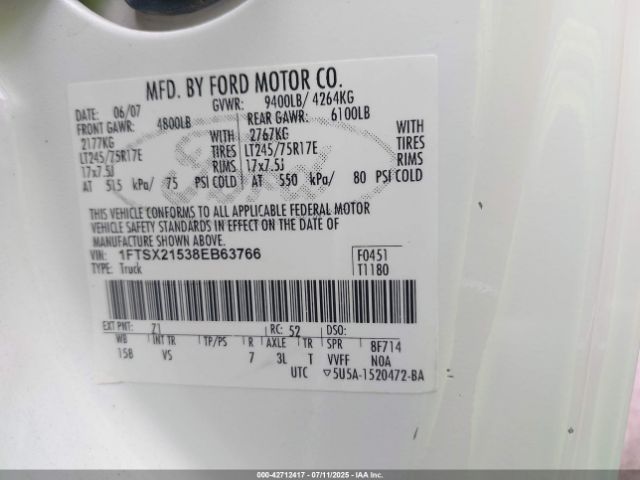 MFD. BY FORD MOTOR CO.
DATE: 06/07 GVWR: 9400LB/ 4264KG
FRONT GAWR: 4800LB REAR GAWR: 6100LB
2177KG WITH 2767KG WITH
LT245/75R17E TIRES LT245/75R17E TIRES
17x7.5J RIMS 17x7.5J RIMS
AT 515 kPa/ 75 PSI COLD AT 550 kPa/ 80 PSI COLD
THIS VEHICLE CONFORMS TO ALL APPLICABLE FEDERAL MOTOR
VEHICLE SAFETY STANDARDS IN EFFECT ON THE DATE OF
MANUFACTURE SHOWN ABOVE.
VIN: 1FTSX21538EB63766 F0451
TYPE: Truck T1180
EXT PNT: Z1 RC: 52 DSO:
WB INT TR TP/PS R AXLE TR SPR 8F714
158 VS 7 3L T VVFF NOA
UTC ▽5U5A-1520472-BA
000-42712417 - 07/11/2025 - IAA Inc.